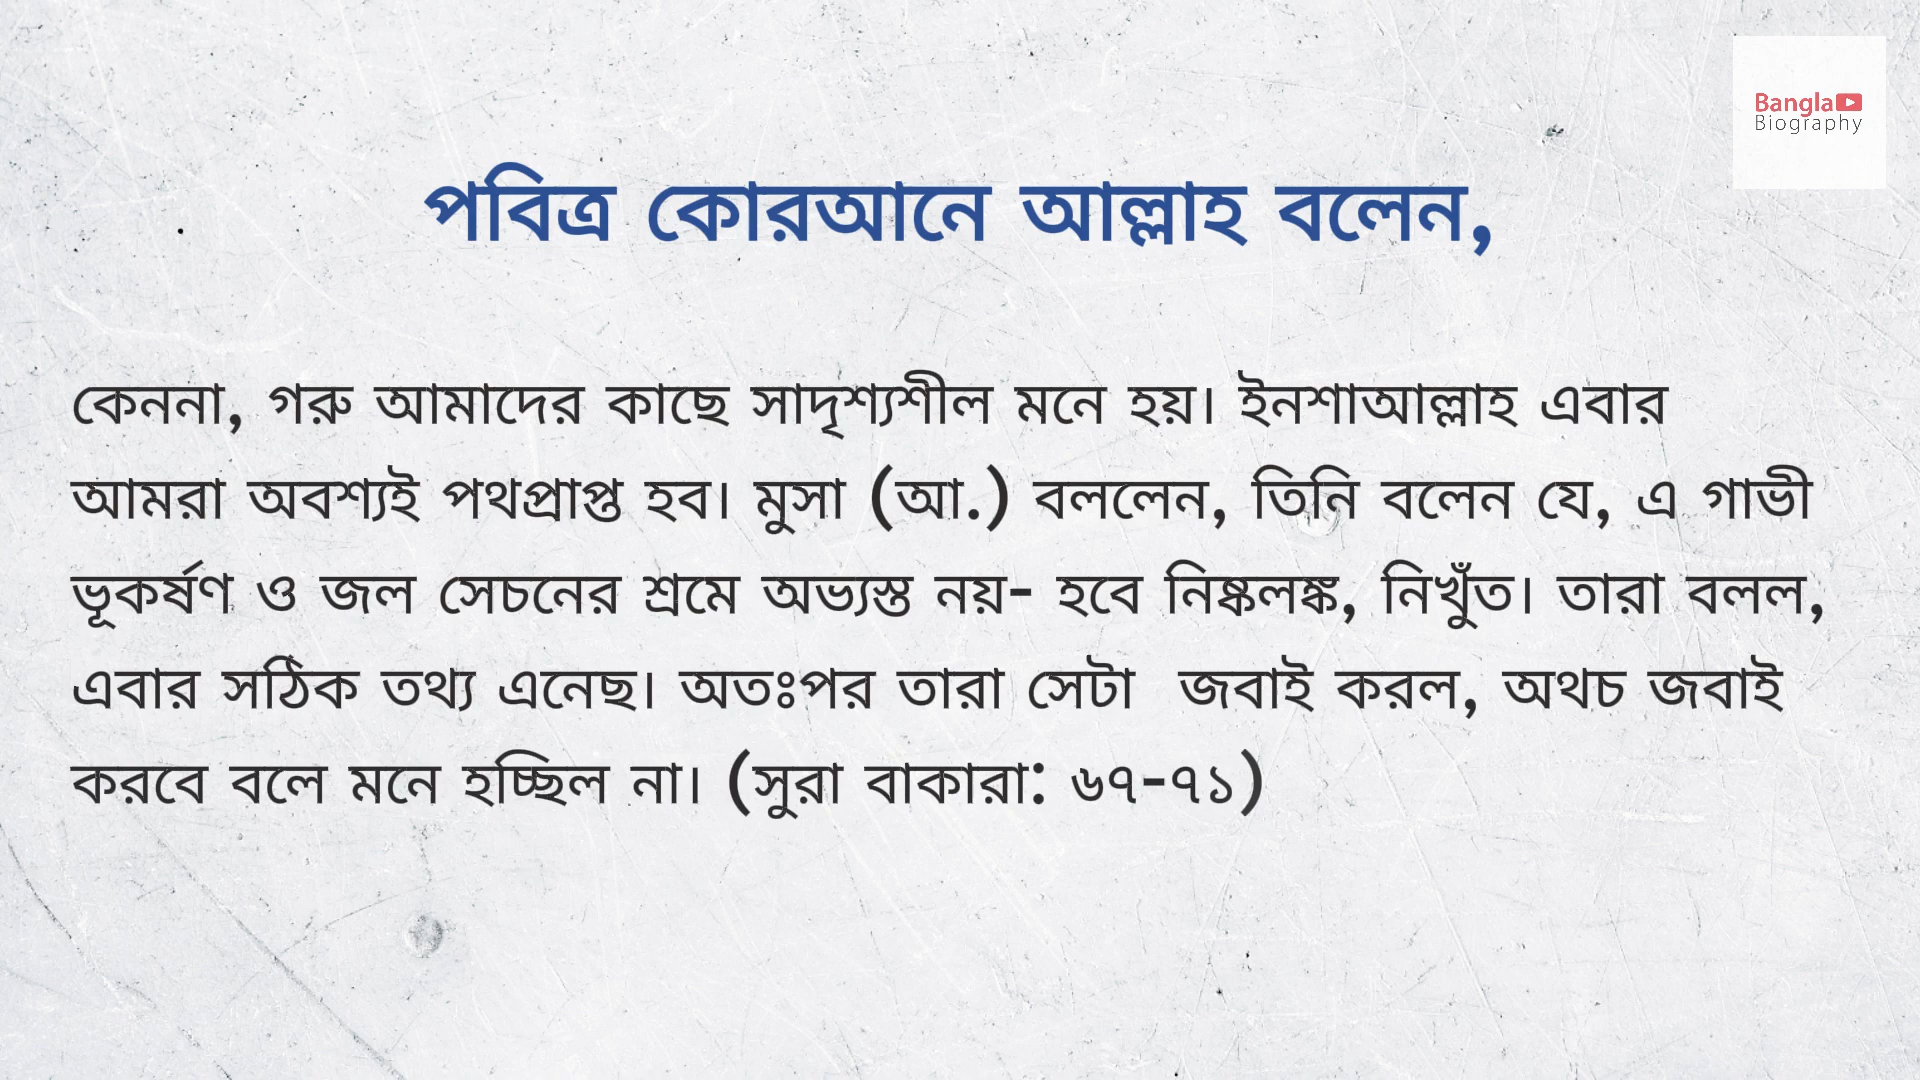 Bangla
Biography
পবিত্র কোরআনে আল্লাহ বলেন,
কেননা, গরু আমাদের কাছে সাদৃশ্যশীল মনে হয়। ইনশাআল্লাহ এবার
আমরা অবশ্যই পথপ্রাপ্ত হব। মুসা (আ.) বললেন, তিনি বলেন যে, এ গাভী
ভূকর্ষণ ও জল সেচনের শ্রমে অভ্যস্ত নয়- হবে নিষ্কলঙ্ক, নিখুঁত। তারা বলল,
এবার সঠিক তথ্য এনেছ। অতঃপর তারা সেটা জবাই করল, অথচ জবাই
করবে বলে মনে হচ্ছিল না। (সুরা বাকারা: ৬৭-৭১)